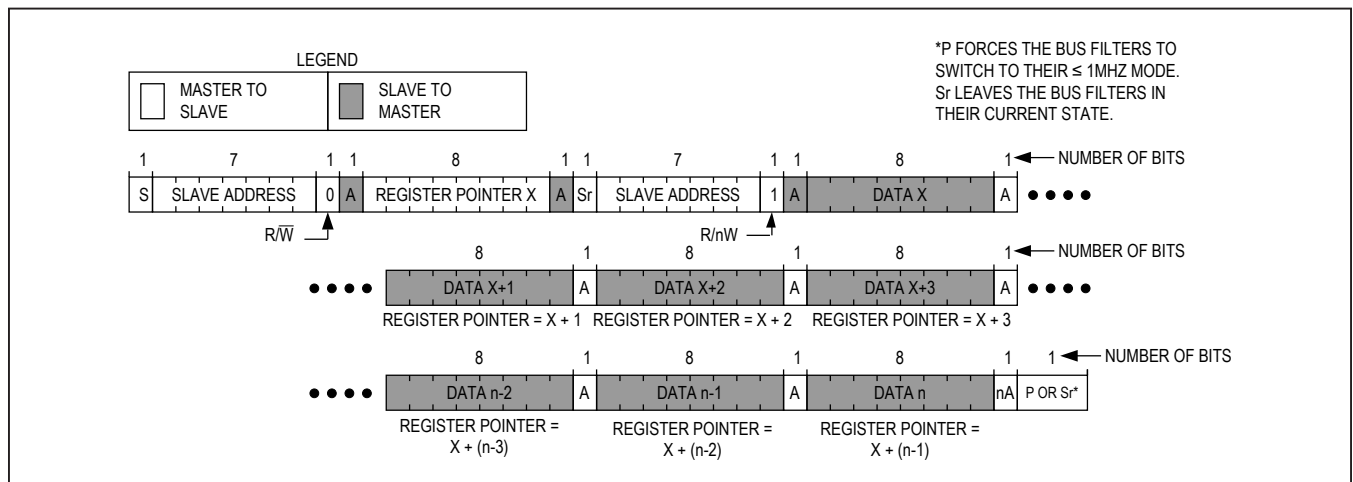 LEGEND
MASTER TO
SLAVE
SLAVE TO
MASTER
*P FORCES THE BUS FILTERS TO
SWITCH TO THEIR ≤ 1MHZ MODE.
Sr LEAVES THE BUS FILTERS IN
THEIR CURRENT STATE.
1 7 1 1 8 1 1 7 1 1 8 1 NUMBER OF BITS
S SLAVE ADDRESS 0 A REGISTER POINTER X A Sr SLAVE ADDRESS 1 A DATA X A
R/W̅ R/nW
8 1 8 1 8 1 NUMBER OF BITS
DATA X+1 A DATA X+2 A DATA X+3 A
REGISTER POINTER = X + 1 REGISTER POINTER = X + 2 REGISTER POINTER = X + 3
8 1 8 1 8 1 1 NUMBER OF BITS
DATA n-2 A DATA n-1 A DATA n nA P OR Sr*
REGISTER POINTER = REGISTER POINTER = REGISTER POINTER =
X + (n-3) X + (n-2) X + (n-1)